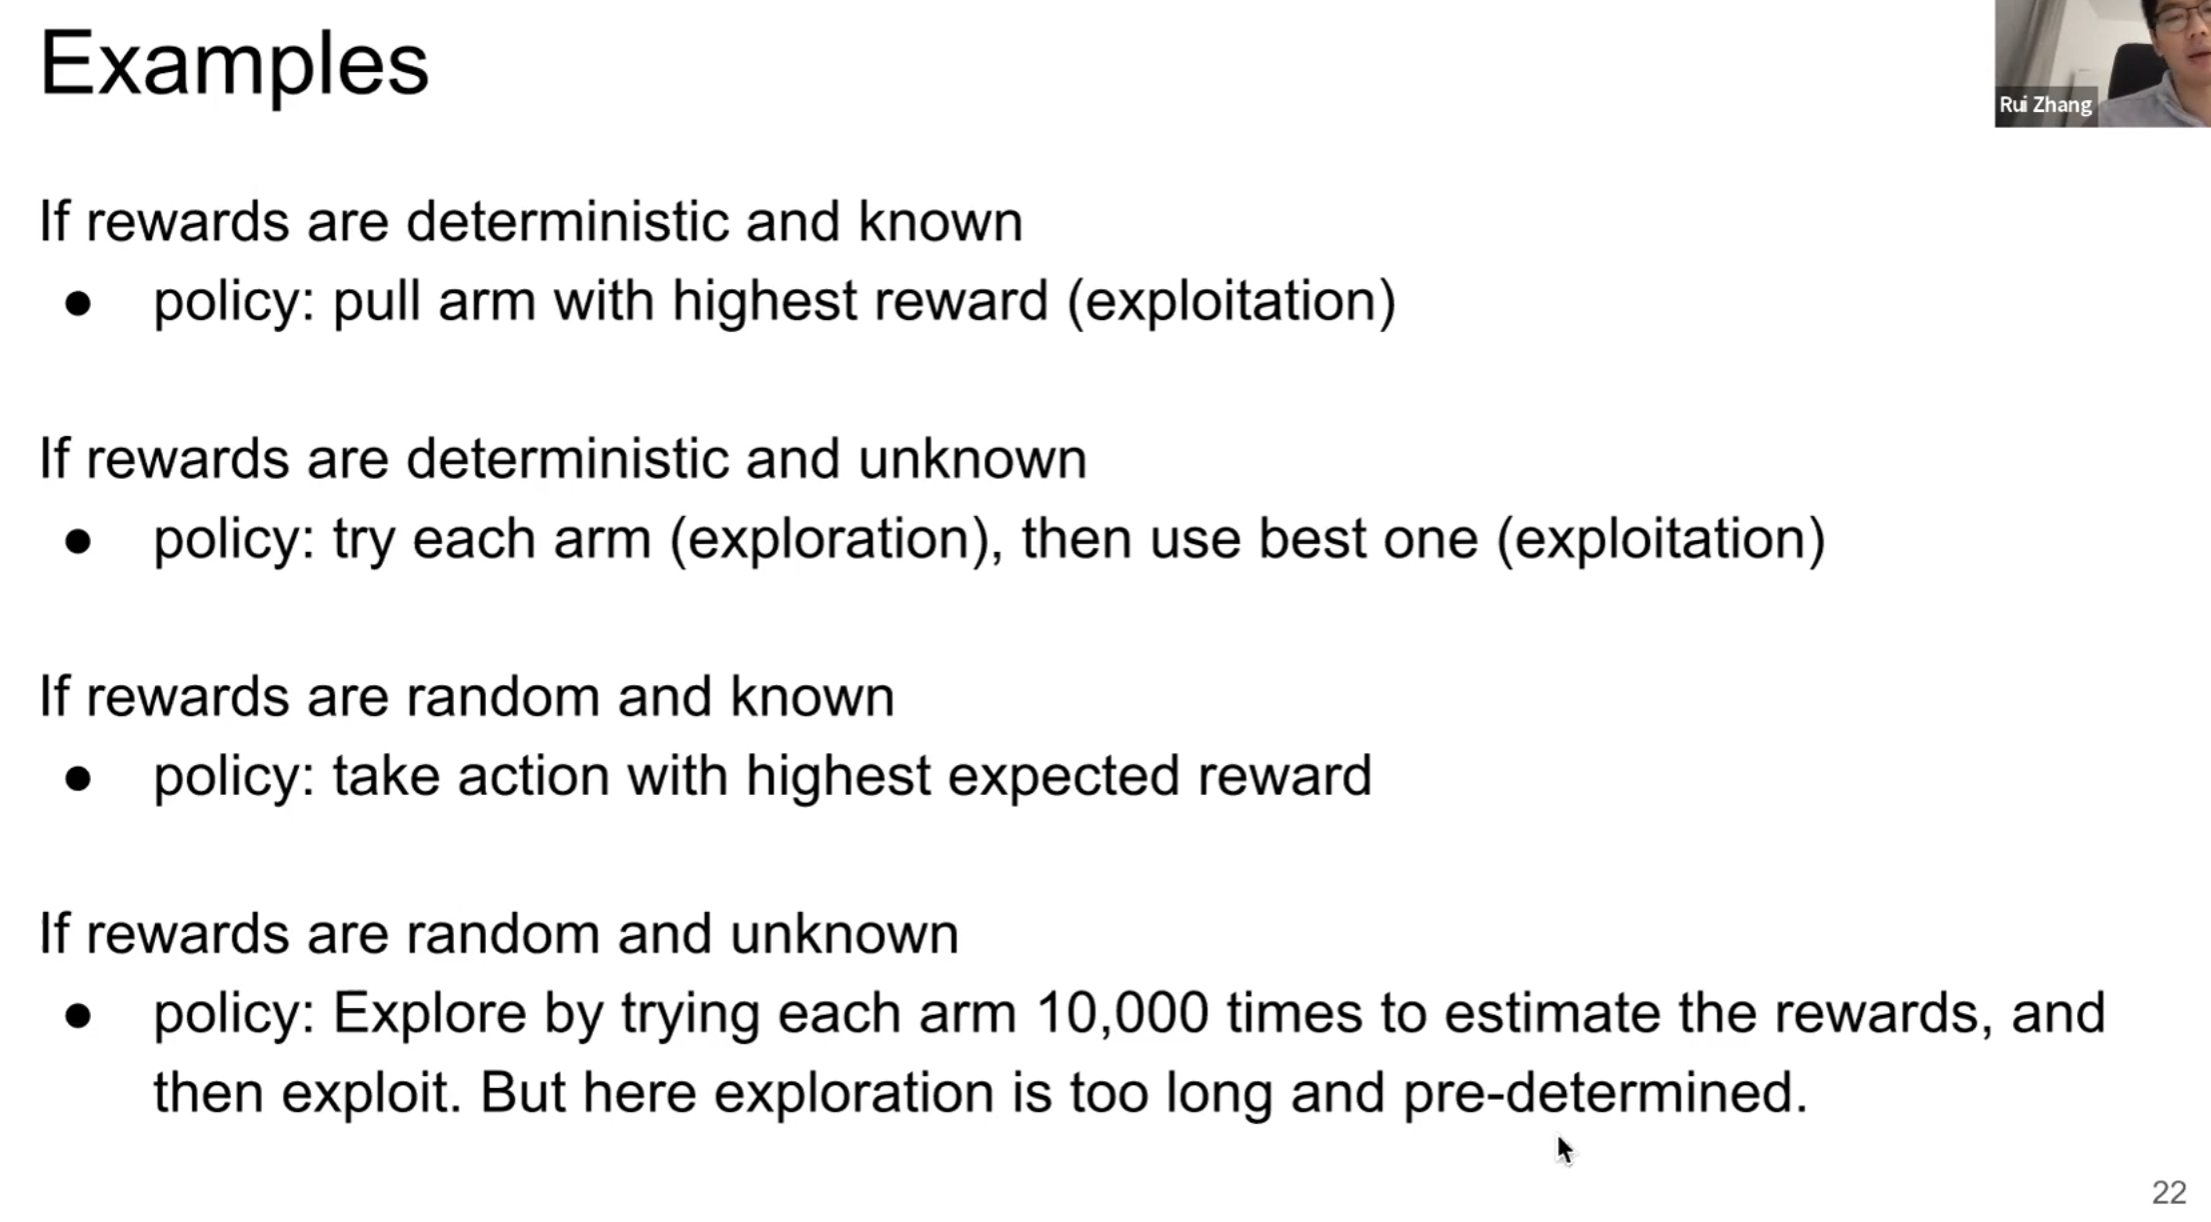 Examples
Rui Zhang
If rewards are deterministic and known
● policy: pull arm with highest reward (exploitation)
If rewards are deterministic and unknown
● policy: try each arm (exploration), then use best one (exploitation)
If rewards are random and known
● policy: take action with highest expected reward
If rewards are random and unknown
● policy: Explore by trying each arm 10,000 times to estimate the rewards, and
then exploit. But here exploration is too long and pre-determined.
22